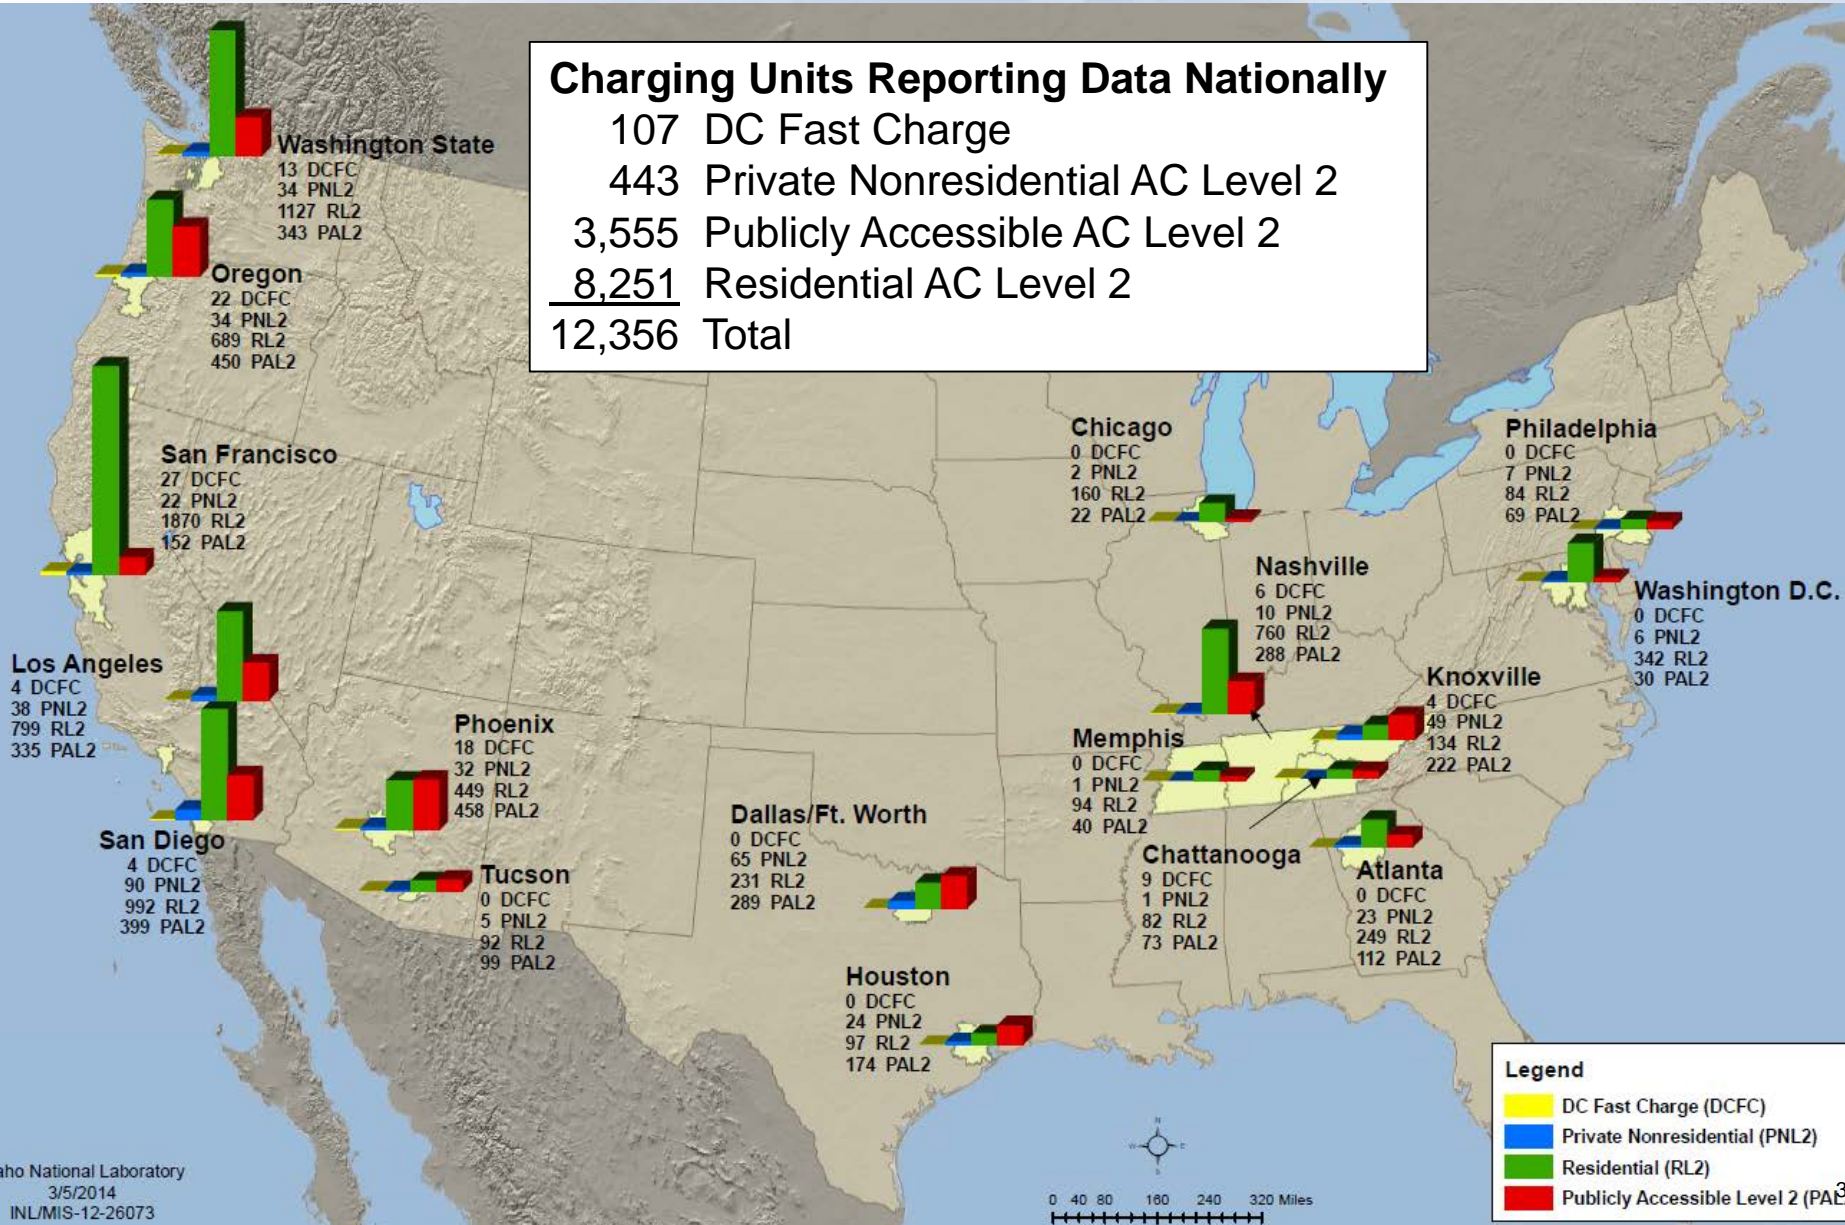 Charging Units Reporting Data Nationally
107 DC Fast Charge
443 Private Nonresidential AC Level 2
3,555 Publicly Accessible AC Level 2
8,251 Residential AC Level 2
12,356 Total
Washington State
13 DCFC
34 PNL2
1127 RL2
343 PAL2
Oregon
22 DCFC
34 PNL2
689 RL2
450 PAL2
San Francisco
27 DCFC
22 PNL2
1870 RL2
152 PAL2
Los Angeles
4 DCFC
38 PNL2
799 RL2
335 PAL2
San Diego
4 DCFC
90 PNL2
992 RL2
399 PAL2
Phoenix
18 DCFC
32 PNL2
449 RL2
458 PAL2
Tucson
0 DCFC
5 PNL2
92 RL2
99 PAL2
Dallas/Ft. Worth
0 DCFC
65 PNL2
231 RL2
289 PAL2
Houston
0 DCFC
24 PNL2
97 RL2
174 PAL2
Chicago
0 DCFC
2 PNL2
160 RL2
22 PAL2
Nashville
6 DCFC
10 PNL2
760 RL2
288 PAL2
Memphis
0 DCFC
1 PNL2
94 RL2
40 PAL2
Chattanooga
9 DCFC
1 PNL2
82 RL2
73 PAL2
Knoxville
4 DCFC
49 PNL2
134 RL2
222 PAL2
Atlanta
0 DCFC
23 PNL2
249 RL2
112 PAL2
Philadelphia
0 DCFC
7 PNL2
84 RL2
69 PAL2
Washington D.C.
0 DCFC
6 PNL2
342 RL2
30 PAL2
aho National Laboratory
3/5/2014
INL/MIS-12-26073
N
W E
S
0 40 80 160 240 320 Miles
Legend
DC Fast Charge (DCFC)
Private Nonresidential (PNL2)
Residential (RL2)
Publicly Accessible Level 2 (PAL
3